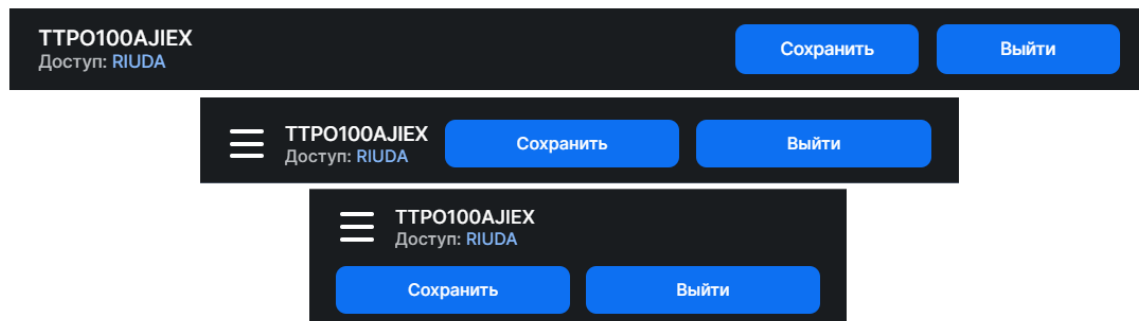 TTPO100AJIEX
Доступ: RIUDA
Сохранить
Выйти
TTPO100AJIEX
Доступ: RIUDA
Сохранить
Выйти
TTPO100AJIEX
Доступ: RIUDA
Сохранить
Выйти